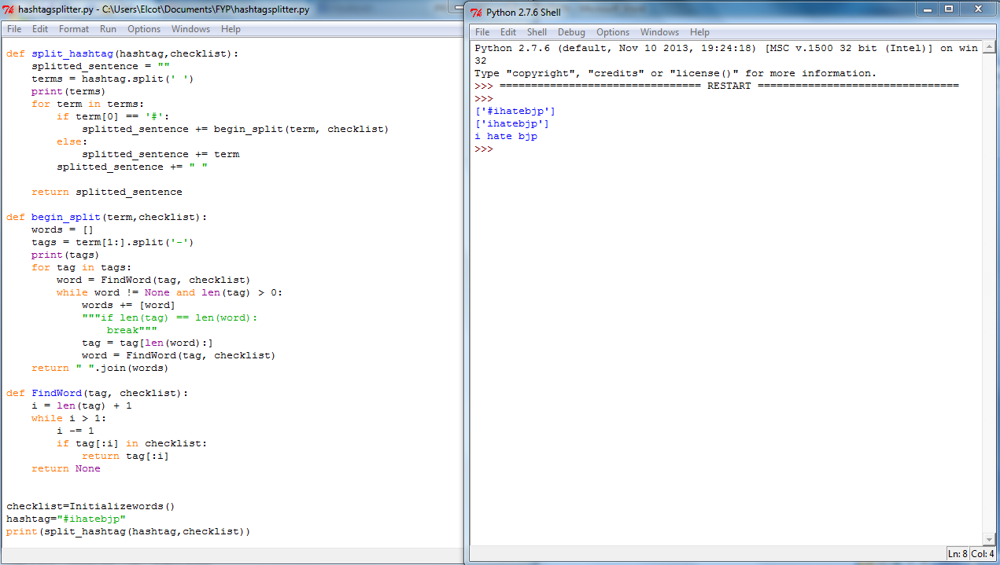 hashtagsplitter.py - C:\Users\Elcot\Documents\FYP\hashtagsplitter.py
File Edit Format Run Options Windows Help
def split_hashtag(hashtag,checklist):
    splitted_sentence = ""
    terms = hashtag.split(' ')
    print(terms)
    for term in terms:
        if term[0] == '#':
            splitted_sentence += begin_split(term, checklist)
        else:
            splitted_sentence += term
        splitted_sentence += " "
    return splitted_sentence
def begin_split(term,checklist):
    words = []
    tags = term[1:].split('-')
    print(tags)
    for tag in tags:
        word = FindWord(tag, checklist)
        while word != None and len(tag) > 0:
            words += [word]
            """if len(tag) == len(word):
                break"""
            tag = tag[len(word):]
            word = FindWord(tag, checklist)
    return " ".join(words)
def FindWord(tag, checklist):
    i = len(tag) + 1
    while i > 1:
        i -= 1
        if tag[:i] in checklist:
            return tag[:i]
    return None
checklist=Initializewords()
hashtag="#ihatebjp"
print(split_hashtag(hashtag,checklist))
Python 2.7.6 Shell
File Edit Shell Debug Options Windows Help
Python 2.7.6 (default, Nov 10 2013, 19:24:18) [MSC v.1500 32 bit (Intel)] on win
32
Type "copyright", "credits" or "license()" for more information.
>>> ================================ RESTART ================================
>>>
['#ihatebjp']
['ihatebjp']
i hate bjp
>>>
Ln: 8 Col: 4